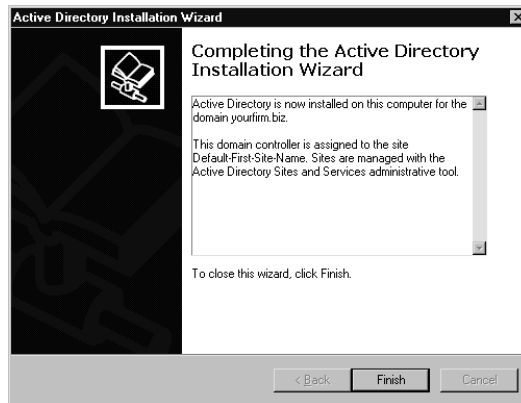 Active Directory Installation Wizard
Completing the Active Directory
Installation Wizard
Active Directory is now installed on this computer for the
domain yourfirm.biz.
This domain controller is assigned to the site
Default-First-Site-Name. Sites are managed with the
Active Directory Sites and Services administrative tool.
To close this wizard, click Finish.
< Back
Finish
Cancel